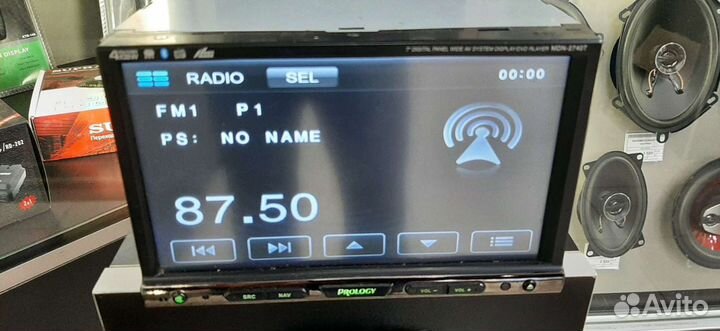 7" DIGITAL PANEL WIDE AV SYSTEM DISPLAY/DVD PLAYER MDN-2740T
RADIO SEL 00:00
FM1 P1
PS: NO NAME
87.50
SRC NAV PROLOGY VOL - VOL +
Avito